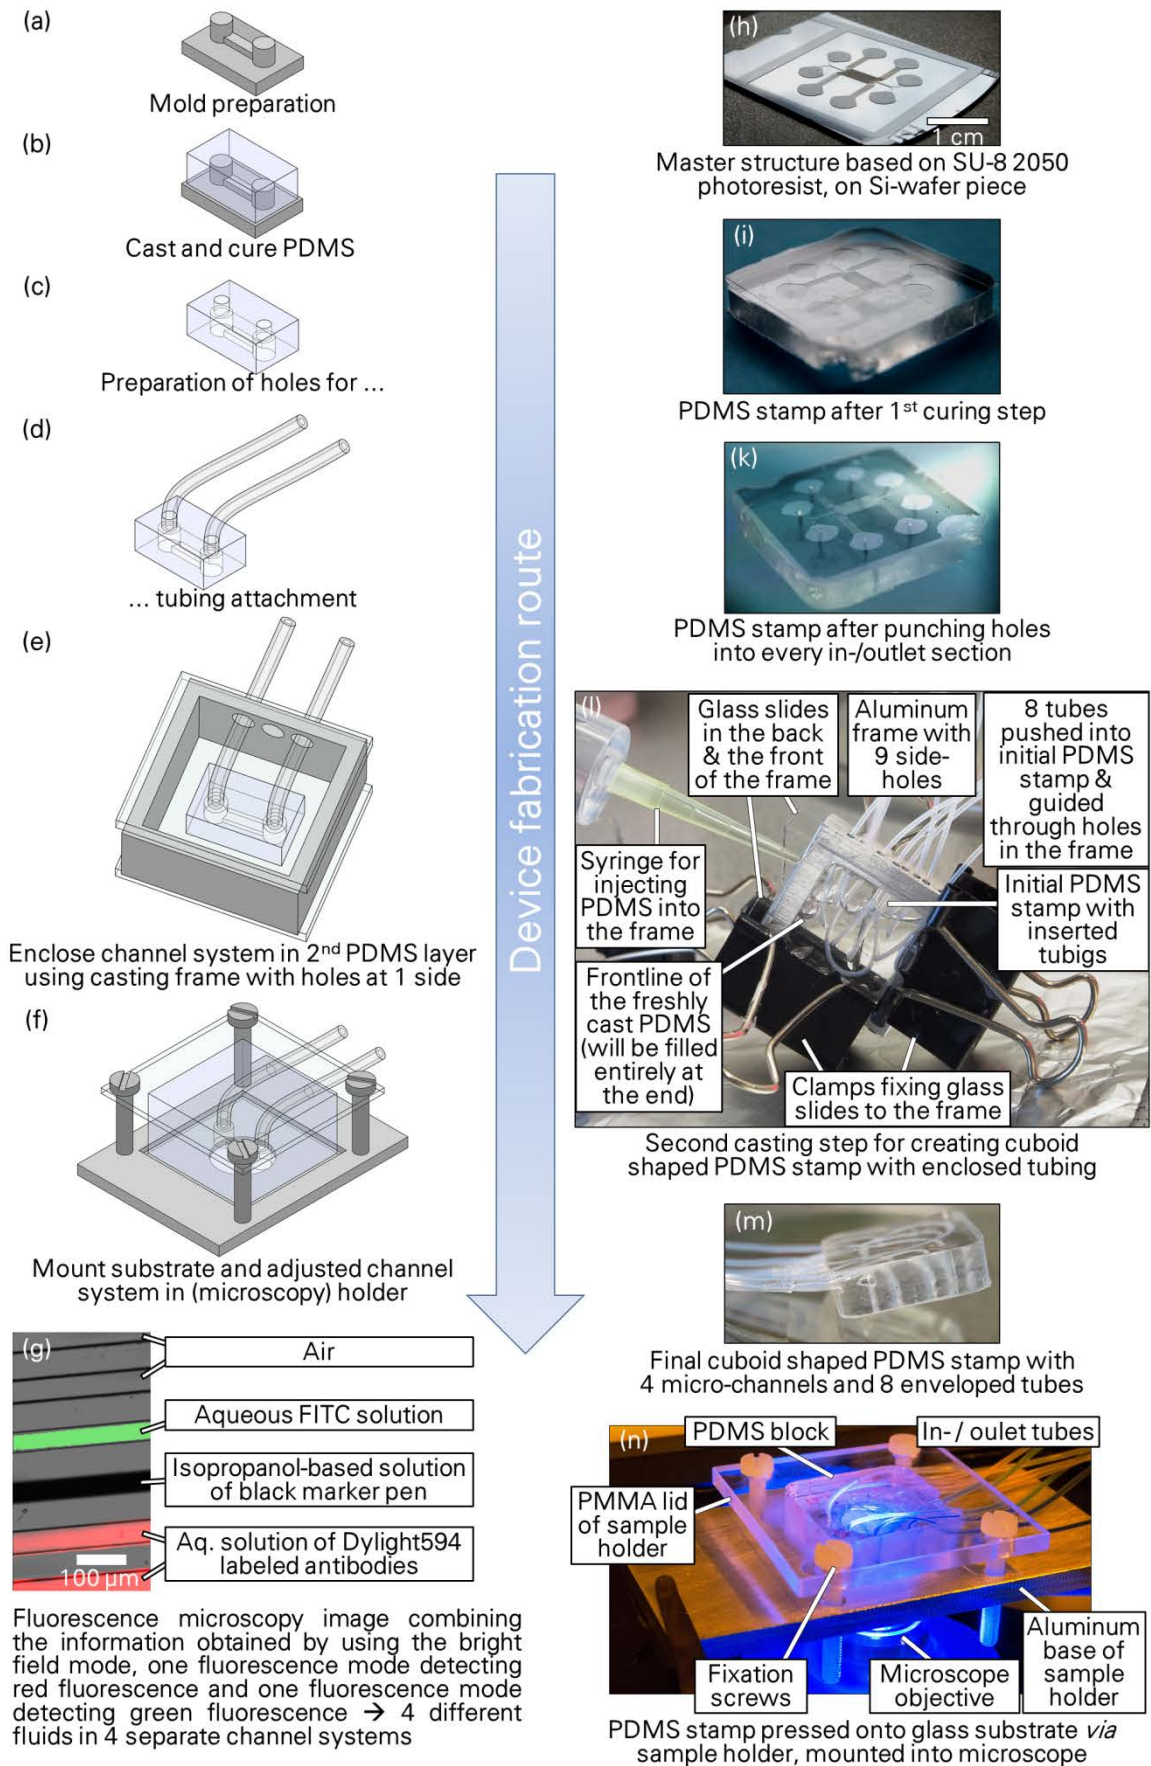 (a)
Mold preparation
(b)
Cast and cure PDMS
(c)
Preparation of holes for ...
(d)
... tubing attachment
(e)
Enclose channel system in 2nd PDMS layer
using casting frame with holes at 1 side
(f)
Mount substrate and adjusted channel
system in (microscopy) holder
(g)
Air
Aqueous FITC solution
Isopropanol-based solution
of black marker pen
Aq. solution of Dylight594
labeled antibodies
100 µm
Fluorescence microscopy image combining
the information obtained by using the bright
field mode, one fluorescence mode detecting
red fluorescence and one fluorescence mode
detecting green fluorescence → 4 different
fluids in 4 separate channel systems
Device fabrication route
(h)
1 cm
Master structure based on SU-8 2050
photoresist, on Si-wafer piece
(i)
PDMS stamp after 1st curing step
(k)
PDMS stamp after punching holes
into every in-/outlet section
(l)
Glass slides
in the back
& the front
of the frame
Aluminum
frame with
9 side-
holes
8 tubes
pushed into
initial PDMS
stamp &
guided
through holes
in the frame
Syringe for
injecting
PDMS into
the frame
Initial PDMS
stamp with
inserted
tubigs
Frontline of
the freshly
cast PDMS
(will be filled
entirely at
the end)
Clamps fixing glass
slides to the frame
Second casting step for creating cuboid
shaped PDMS stamp with enclosed tubing
(m)
Final cuboid shaped PDMS stamp with
4 micro-channels and 8 enveloped tubes
(n)
PDMS block
In- / oulet tubes
PMMA lid
of sample
holder
Fixation
screws
Microscope
objective
Aluminum
base of
sample
holder
PDMS stamp pressed onto glass substrate via
sample holder, mounted into microscope